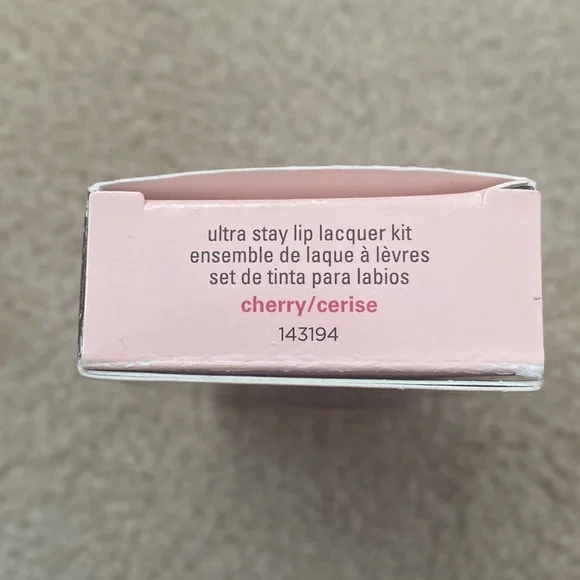 ultra stay lip lacquer kit
ensemble de laque à lèvres
set de tinta para labios
cherry/cerise
143194